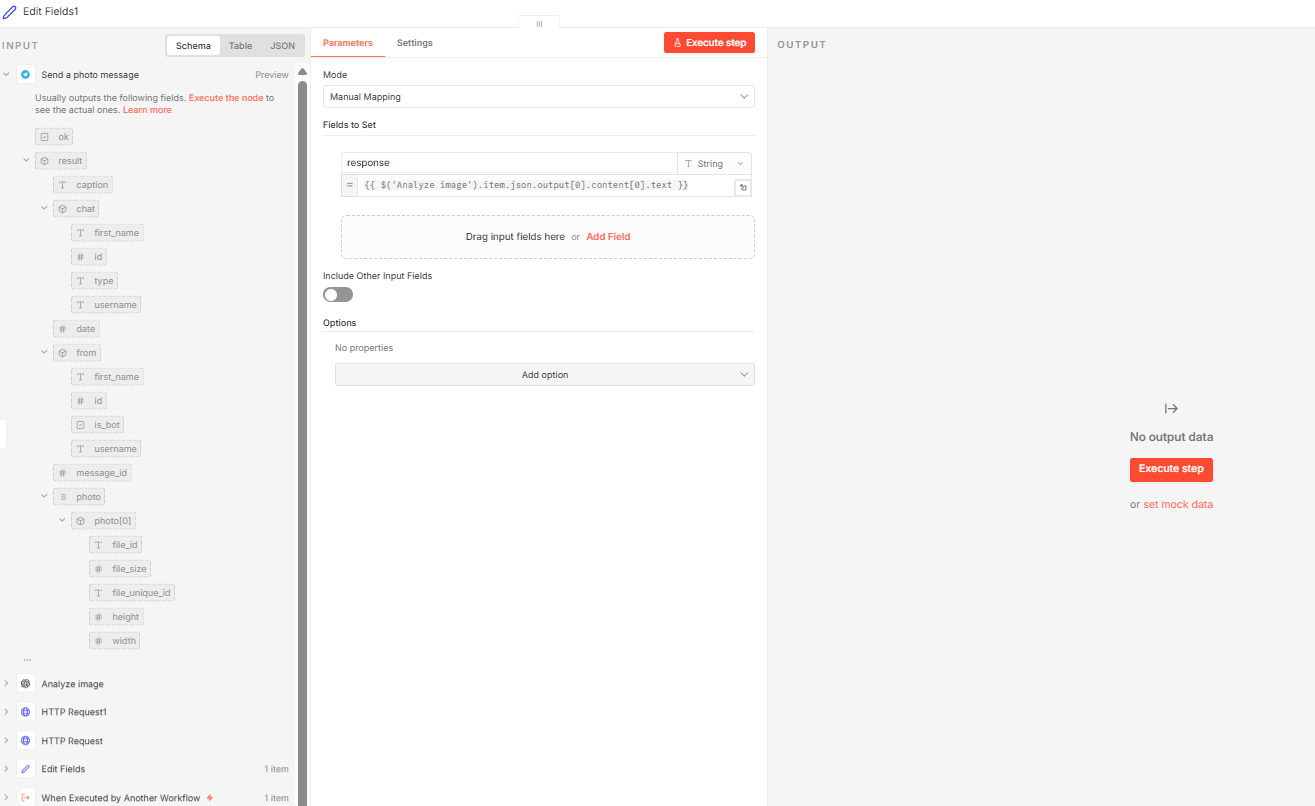 Edit Fields1
INPUT
Schema
Table
JSON
Send a photo message
Preview
Usually outputs the following fields. Execute the node to
see the actual ones. Learn more
ok
result
T caption
chat
T first_name
# id
T type
T username
# date
from
T first_name
# id
is_bot
T username
# message_id
photo
photo[0]
T file_id
# file_size
T file_unique_id
# height
# width
...
Analyze image
HTTP Request1
HTTP Request
Edit Fields 1 item
When Executed by Another Workflow 1 item
Parameters
Settings
Execute step
Mode
Manual Mapping
Fields to Set
response
T String
= {{ $('Analyze image').item.json.output[0].content[0].text }}
Drag input fields here or Add Field
Include Other Input Fields
Options
No properties
Add option
OUTPUT
No output data
Execute step
or set mock data